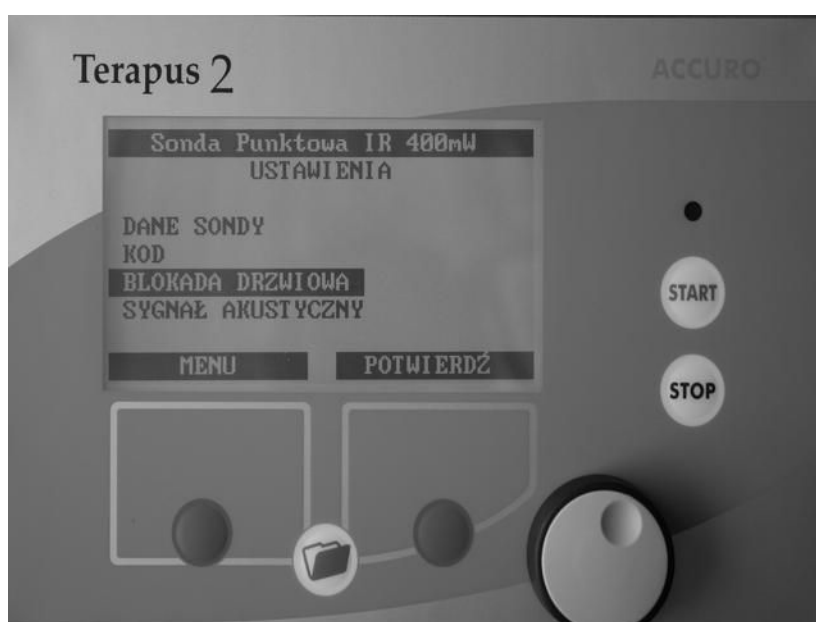 Terapus 2
ACCURO
Sonda Punktowa IR 400mW
USTAWIENIA
DANE SONDY
KOD
BLOKADA DRZWIOWA
SYGNAŁ AKUSTYCZNY
MENU POTWIERDŹ
START
STOP